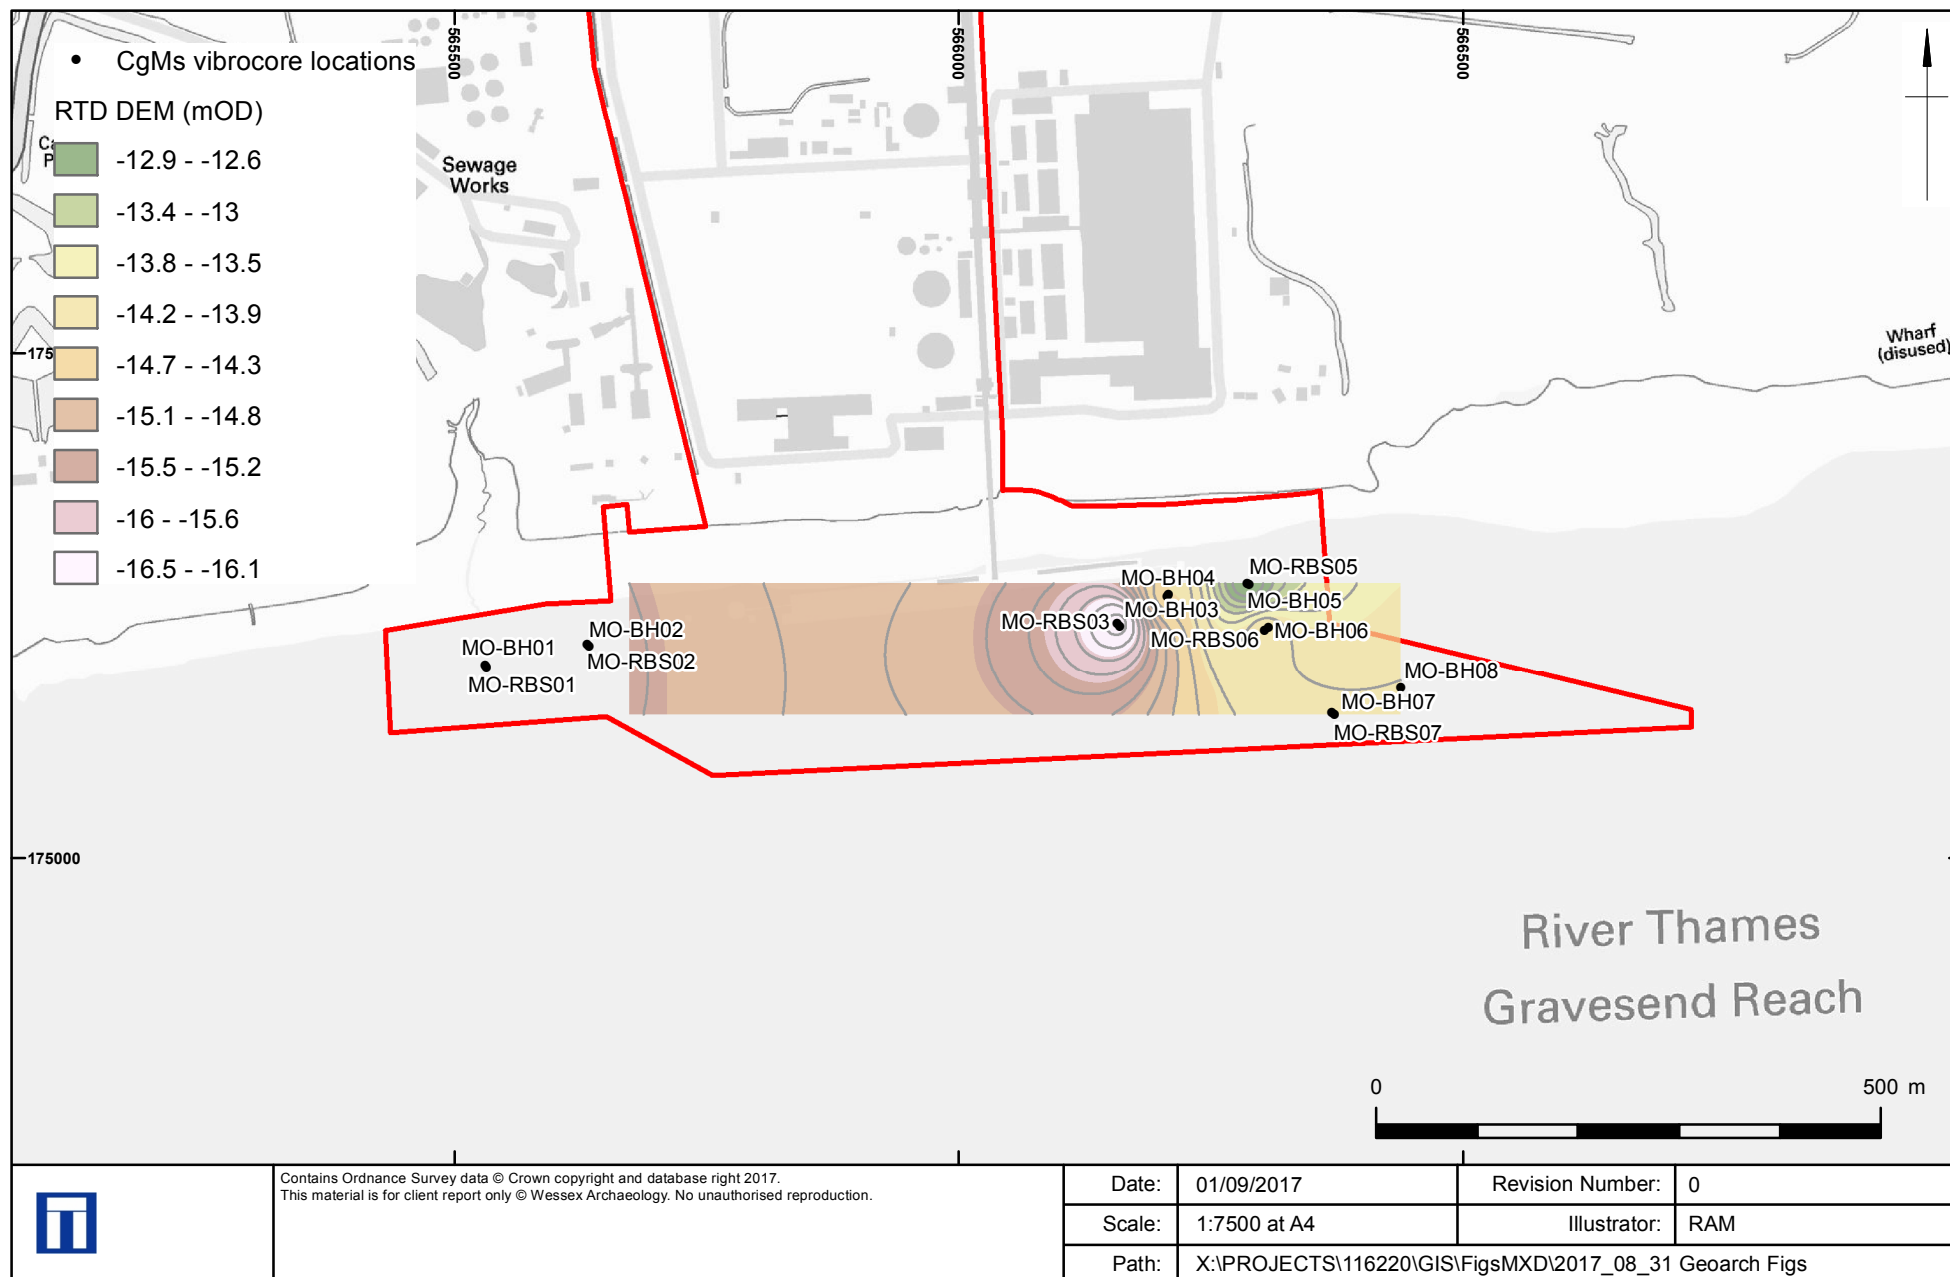 CgMs vibrocore locations
RTD DEM (mOD)
-12.9 - -12.6
-13.4 - -13
-13.8 - -13.5
-14.2 - -13.9
-14.7 - -14.3
-15.1 - -14.8
-15.5 - -15.2
-16 - -15.6
-16.5 - -16.1
565500
566000
566500
Sewage
Works
Wharf
(disused)
MO-BH01
MO-RBS01
MO-BH02
MO-RBS02
MO-RBS03
MO-BH03
MO-BH04
MO-RBS05
MO-BH05
MO-RBS06
MO-BH06
MO-BH08
MO-BH07
MO-RBS07
175000
River Thames
Gravesend Reach
0 500 m
Contains Ordnance Survey data © Crown copyright and database right 2017.
This material is for client report only © Wessex Archaeology. No unauthorised reproduction.
Date: 01/09/2017 Revision Number: 0
Scale: 1:7500 at A4 Illustrator: RAM
Path: X:\PROJECTS\116220\GIS\FigsMXD\2017_08_31 Geoarch Figs